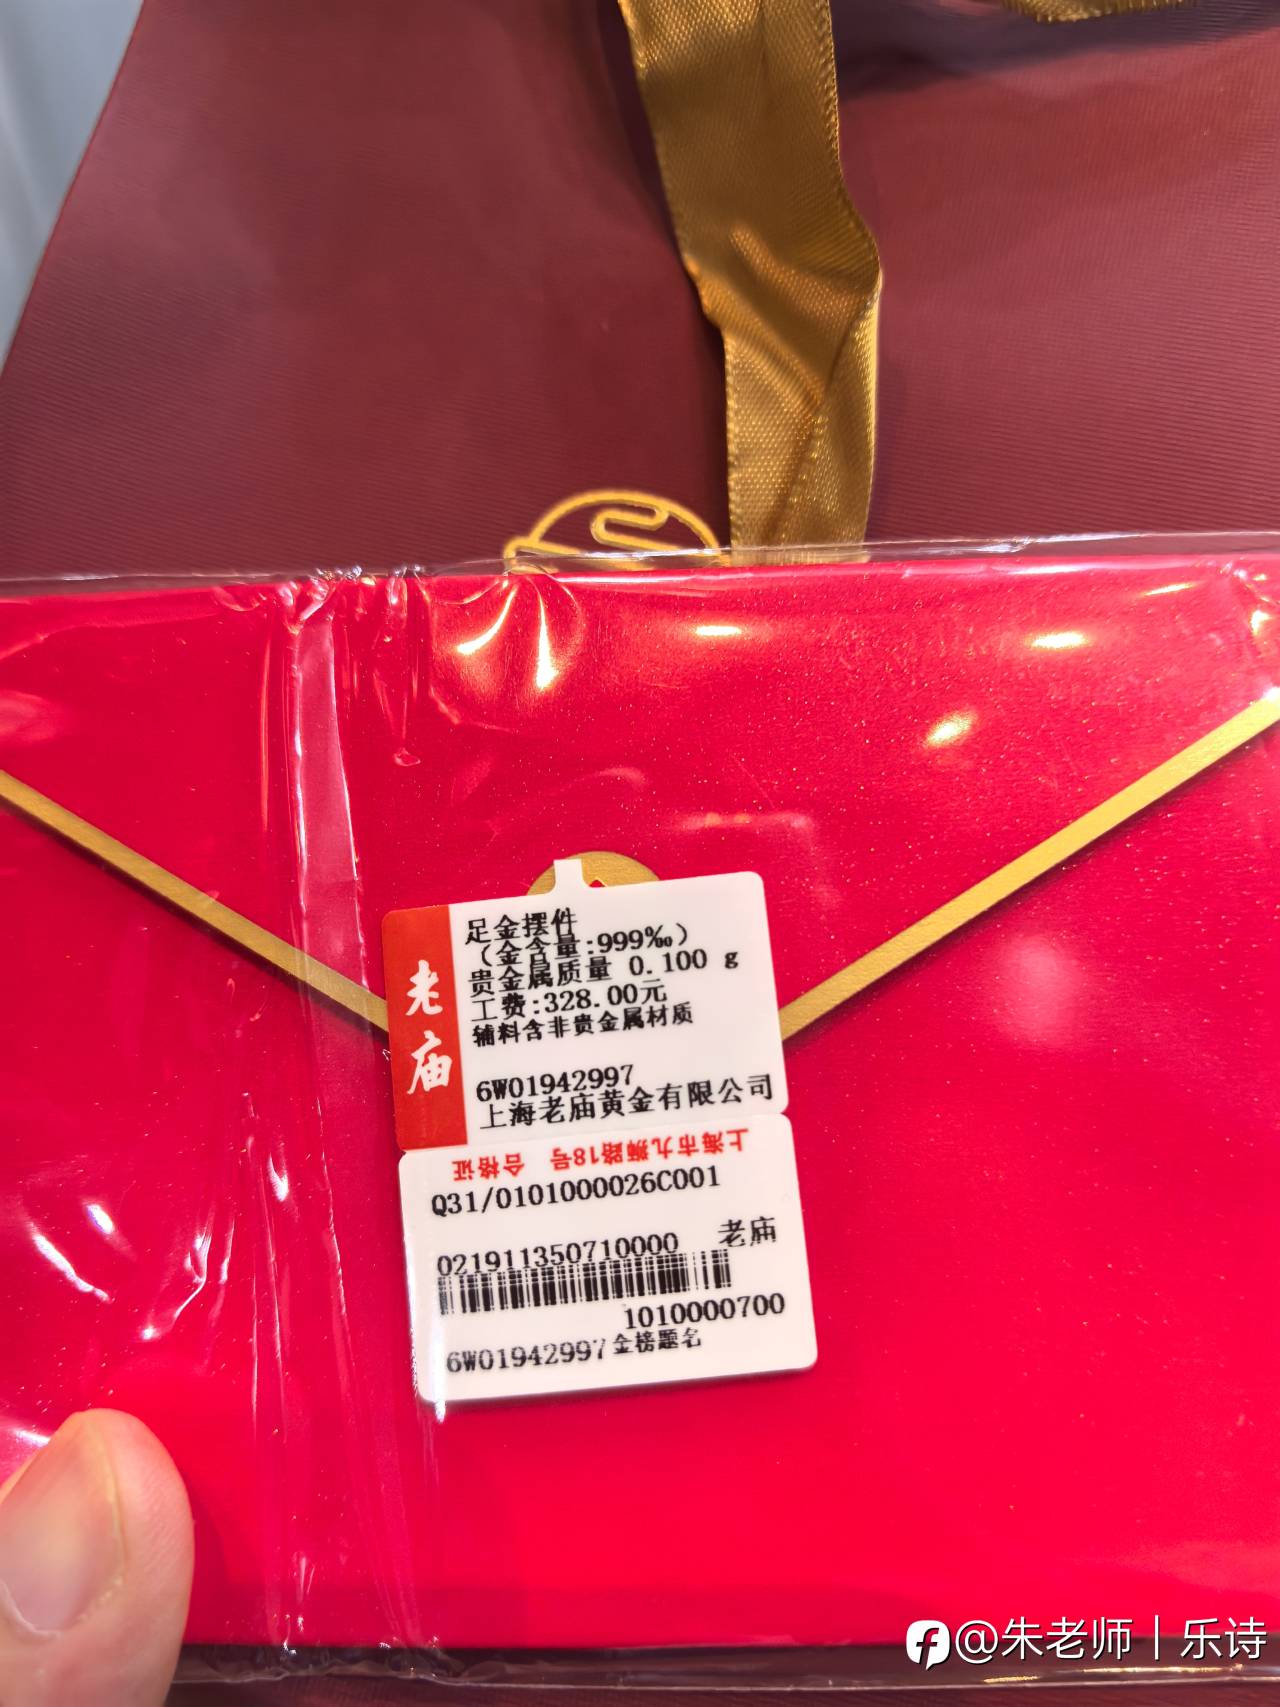 老庙
足金摆件
（金含量:999‰）
贵金属质量 0.100 g
工费:328.00元
辅料含非贵金属材质
6W01942997
上海老庙黄金有限公司
上海市九狮路18号 合格证
Q31/0101000026C001
021911350710000 老庙
1010000700
6W01942997金榜题名
@朱老师｜乐诗